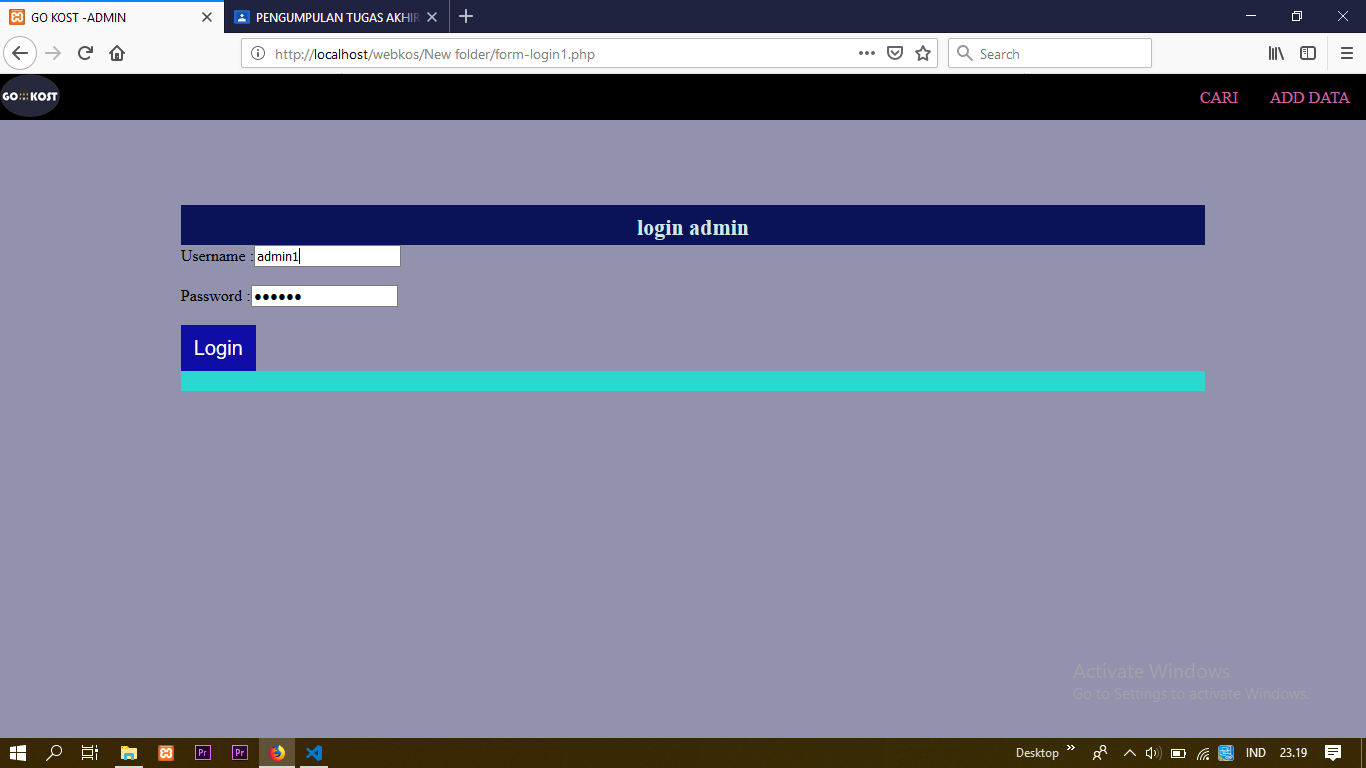 GO KOST -ADMIN
PENGUMPULAN TUGAS AKHIR
http://localhost/webkos/New folder/form-login1.php
Search
GO KOST
CARI
ADD DATA
login admin
Username : admin1
Password : ●●●●●●
Login
Activate Windows
Go to Settings to activate Windows.
Pr
Pr
Desktop
IND
23.19